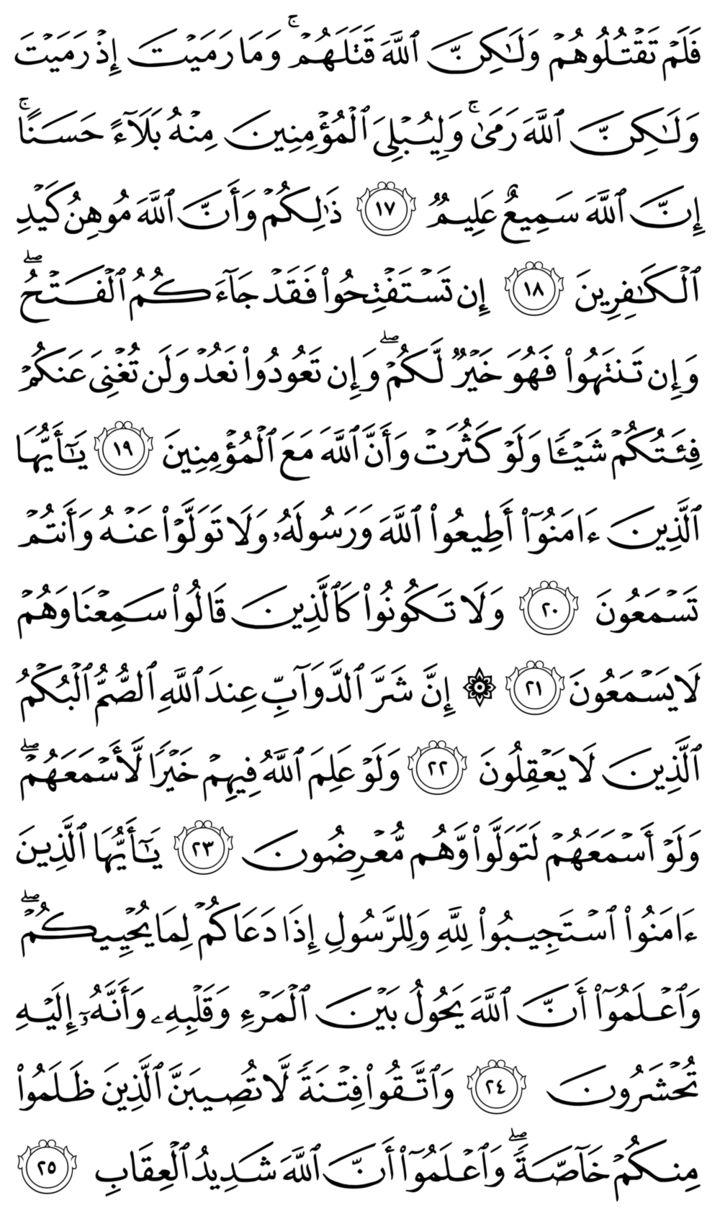 فَلَمْ تَقْتُلُوهُمْ وَلَٰكِنَّ ٱللَّهَ قَتَلَهُمْ ۚ وَمَا رَمَيْتَ إِذْ رَمَيْتَ
وَلَٰكِنَّ ٱللَّهَ رَمَىٰ ۚ وَلِيُبْلِىَ ٱلْمُؤْمِنِينَ مِنْهُ بَلَآءً حَسَنًا ۚ
إِنَّ ٱللَّهَ سَمِيعٌ عَلِيمٌ ١٧ ذَٰلِكُمْ وَأَنَّ ٱللَّهَ مُوهِنُ كَيْدِ
ٱلْكَٰفِرِينَ ١٨ إِن تَسْتَفْتِحُوا۟ فَقَدْ جَآءَكُمُ ٱلْفَتْحُ ۖ
وَإِن تَنتَهُوا۟ فَهُوَ خَيْرٌ لَّكُمْ ۖ وَإِن تَعُودُوا۟ نَعُدْ وَلَن تُغْنِىَ عَنكُمْ
فِئَتُكُمْ شَيْـًٔا وَلَوْ كَثُرَتْ وَأَنَّ ٱللَّهَ مَعَ ٱلْمُؤْمِنِينَ ١٩ يَٰٓأَيُّهَا
ٱلَّذِينَ ءَامَنُوٓا۟ أَطِيعُوا۟ ٱللَّهَ وَرَسُولَهُۥ وَلَا تَوَلَّوْا۟ عَنْهُ وَأَنتُمْ
تَسْمَعُونَ ٢٠ وَلَا تَكُونُوا۟ كَٱلَّذِينَ قَالُوا۟ سَمِعْنَا وَهُمْ
لَا يَسْمَعُونَ ٢١ ۞ إِنَّ شَرَّ ٱلدَّوَآبِّ عِندَ ٱللَّهِ ٱلصُّمُّ ٱلْبُكْمُ
ٱلَّذِينَ لَا يَعْقِلُونَ ٢٢ وَلَوْ عَلِمَ ٱللَّهُ فِيهِمْ خَيْرًا لَّأَسْمَعَهُمْ ۖ
وَلَوْ أَسْمَعَهُمْ لَتَوَلَّوا۟ وَّهُم مُّعْرِضُونَ ٢٣ يَٰٓأَيُّهَا ٱلَّذِينَ
ءَامَنُوا۟ ٱسْتَجِيبُوا۟ لِلَّهِ وَلِلرَّسُولِ إِذَا دَعَاكُمْ لِمَا يُحْيِيكُمْ ۖ
وَٱعْلَمُوٓا۟ أَنَّ ٱللَّهَ يَحُولُ بَيْنَ ٱلْمَرْءِ وَقَلْبِهِۦ وَأَنَّهُۥٓ إِلَيْهِ
تُحْشَرُونَ ٢٤ وَٱتَّقُوا۟ فِتْنَةً لَّا تُصِيبَنَّ ٱلَّذِينَ ظَلَمُوا۟
مِنكُمْ خَآصَّةً ۖ وَٱعْلَمُوٓا۟ أَنَّ ٱللَّهَ شَدِيدُ ٱلْعِقَابِ ٢٥